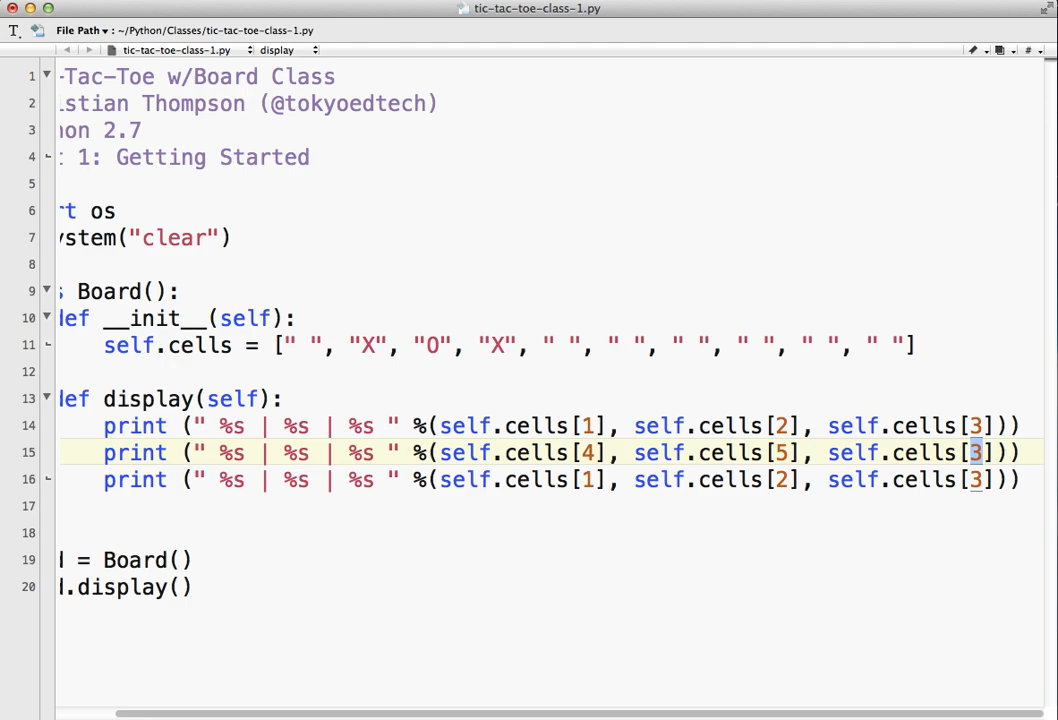 tic-tac-toe-class-1.py
File Path ▾ : ~/Python/Classes/tic-tac-toe-class-1.py
tic-tac-toe-class-1.py display #
1 -Tac-Toe w/Board Class
2 istian Thompson (@tokyoedtech)
3 hon 2.7
4 t 1: Getting Started
5
6 rt os
7 ystem("clear")
8
9 s Board():
10 def __init__(self):
11 self.cells = [" ", "X", "O", "X", " ", " ", " ", " ", " ", " "]
12
13 def display(self):
14 print (" %s | %s | %s " %(self.cells[1], self.cells[2], self.cells[3]))
15 print (" %s | %s | %s " %(self.cells[4], self.cells[5], self.cells[3]))
16 print (" %s | %s | %s " %(self.cells[1], self.cells[2], self.cells[3]))
17
18
19 d = Board()
20 d.display()